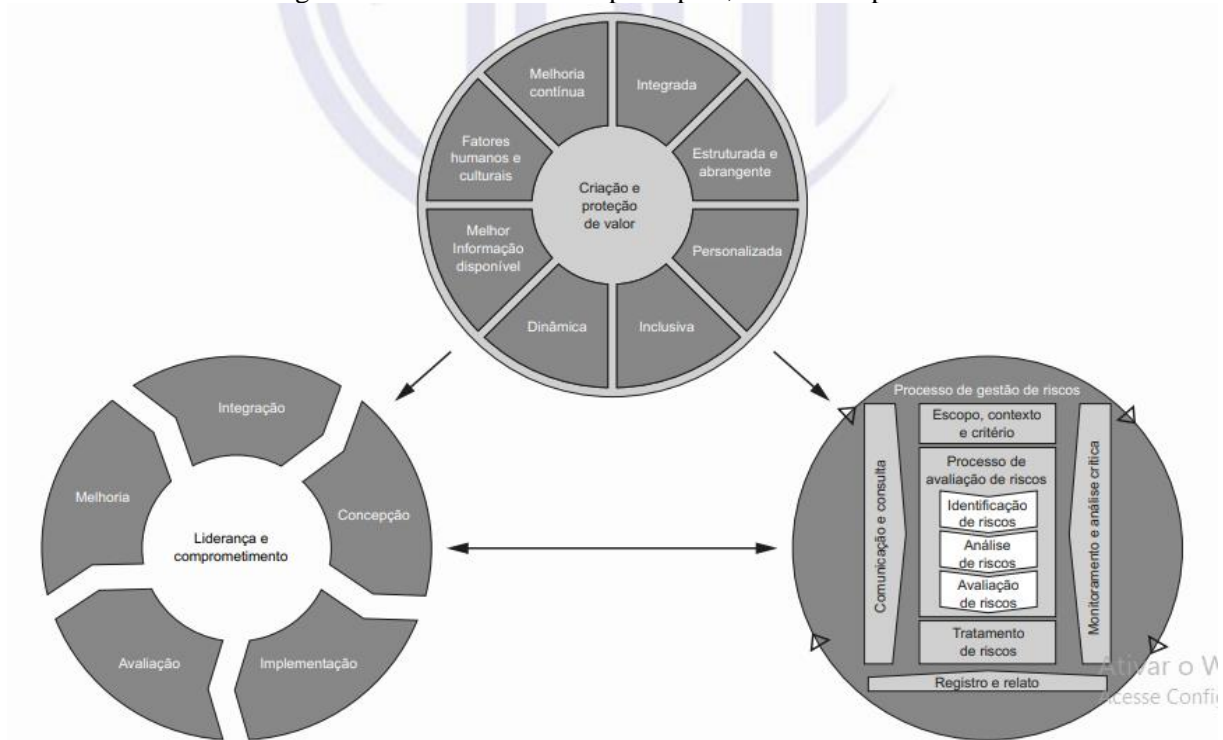 Melhoria
contínua
Integrada
Fatores
humanos e
culturais
Estruturada e
abrangente
Criação e
proteção
de valor
Melhor
Informação
disponível
Personalizada
Dinâmica
Inclusiva
Integração
Melhoria
Concepção
Liderança e
comprometimento
Avaliação
Implementação
Processo de gestão de riscos
Escopo, contexto
e critério
Processo de
avaliação de riscos
Identificação
de riscos
Análise
de riscos
Avaliação
de riscos
Tratamento
de riscos
Comunicação e consulta
Monitoramento e análise crítica
Registro e relato
Ativar o W
Acesse Config